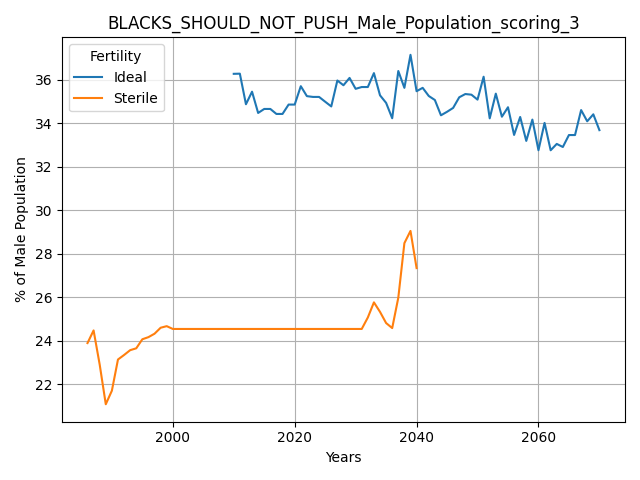 BLACKS_SHOULD_NOT_PUSH_Male_Population_scoring_3
Fertility
Ideal
Sterile
% of Male Population
36
34
32
30
28
26
24
22
2000 2020 2040 2060
Years